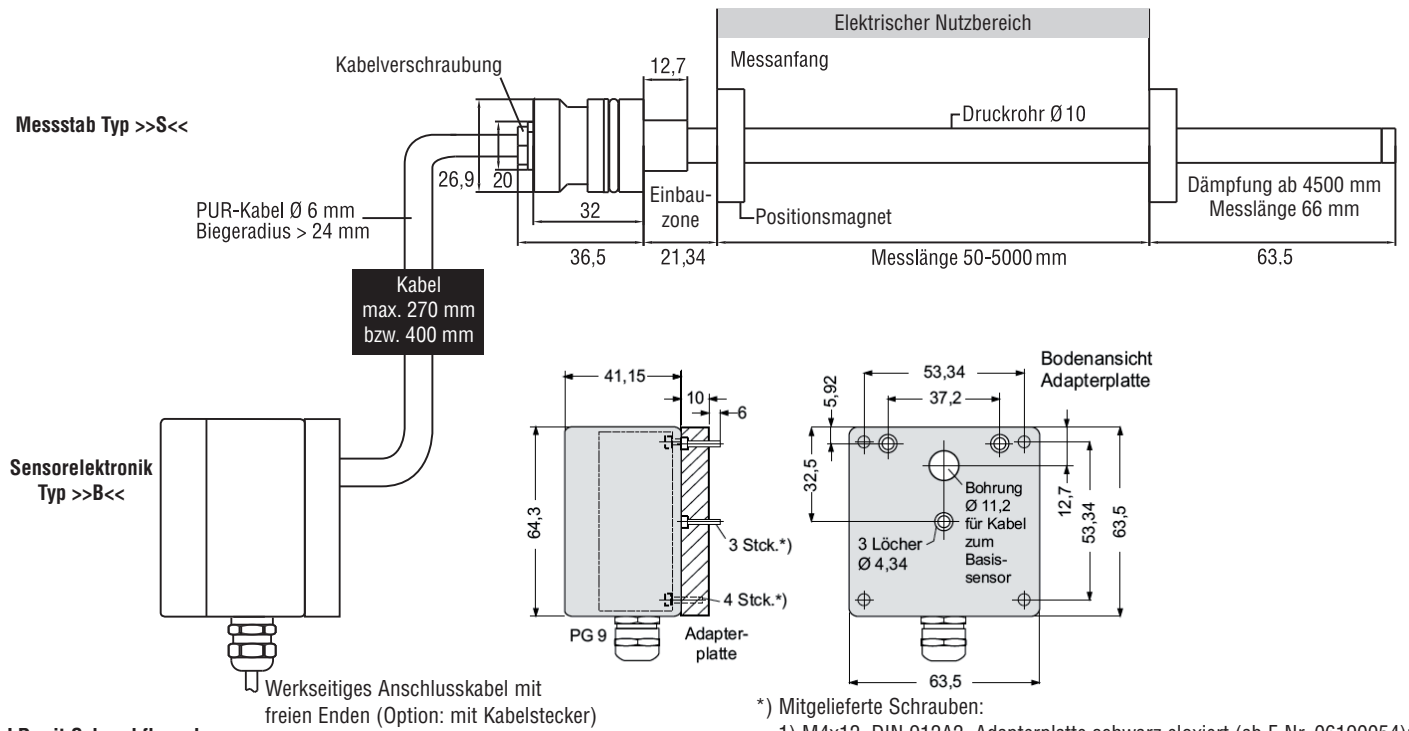 Elektrischer Nutzbereich
Messanfang
12,7
Kabelverschraubung
Messstab Typ >>S<<
Druckrohr Ø 10
26,9
20
32
Einbau-
zone
Positionsmagnet
Dämpfung ab 4500 mm
Messlänge 66 mm
PUR-Kabel Ø 6 mm
Biegeradius > 24 mm
36,5
21,34
Messlänge 50-5000 mm
63.5
Kabel
max. 270 mm
bzw. 400 mm
Sensorelektronik
Typ >>B<<
41,15
10
6
64,3
3 Stck.*)
4 Stck.*)
PG 9
Adapter-
platte
Bodenansicht
Adapterplatte
53,34
37,2
5,92
32,5
Bohrung
Ø 11,2
für Kabel
zum
Basis-
sensor
3 Löcher
Ø 4,34
12,7
53,34
63,5
63,5
Werkseitiges Anschlusskabel mit
freien Enden (Option: mit Kabelstecker)
*) Mitgelieferte Schrauben: